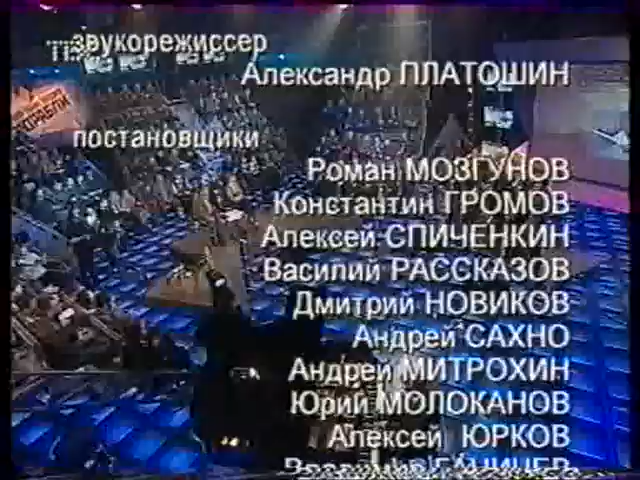 звукорежиссер
Александр ПЛАТОШИН
постановщики
Роман МОЗГУНОВ
Константин ГРОМОВ
Алексей СПИЧЕНКИН
Василий РАССКАЗОВ
Дмитрий НОВИКОВ
Андрей САХНО
Андрей МИТРОХИН
Юрий МОЛОКАНОВ
Алексей ЮРКОВ